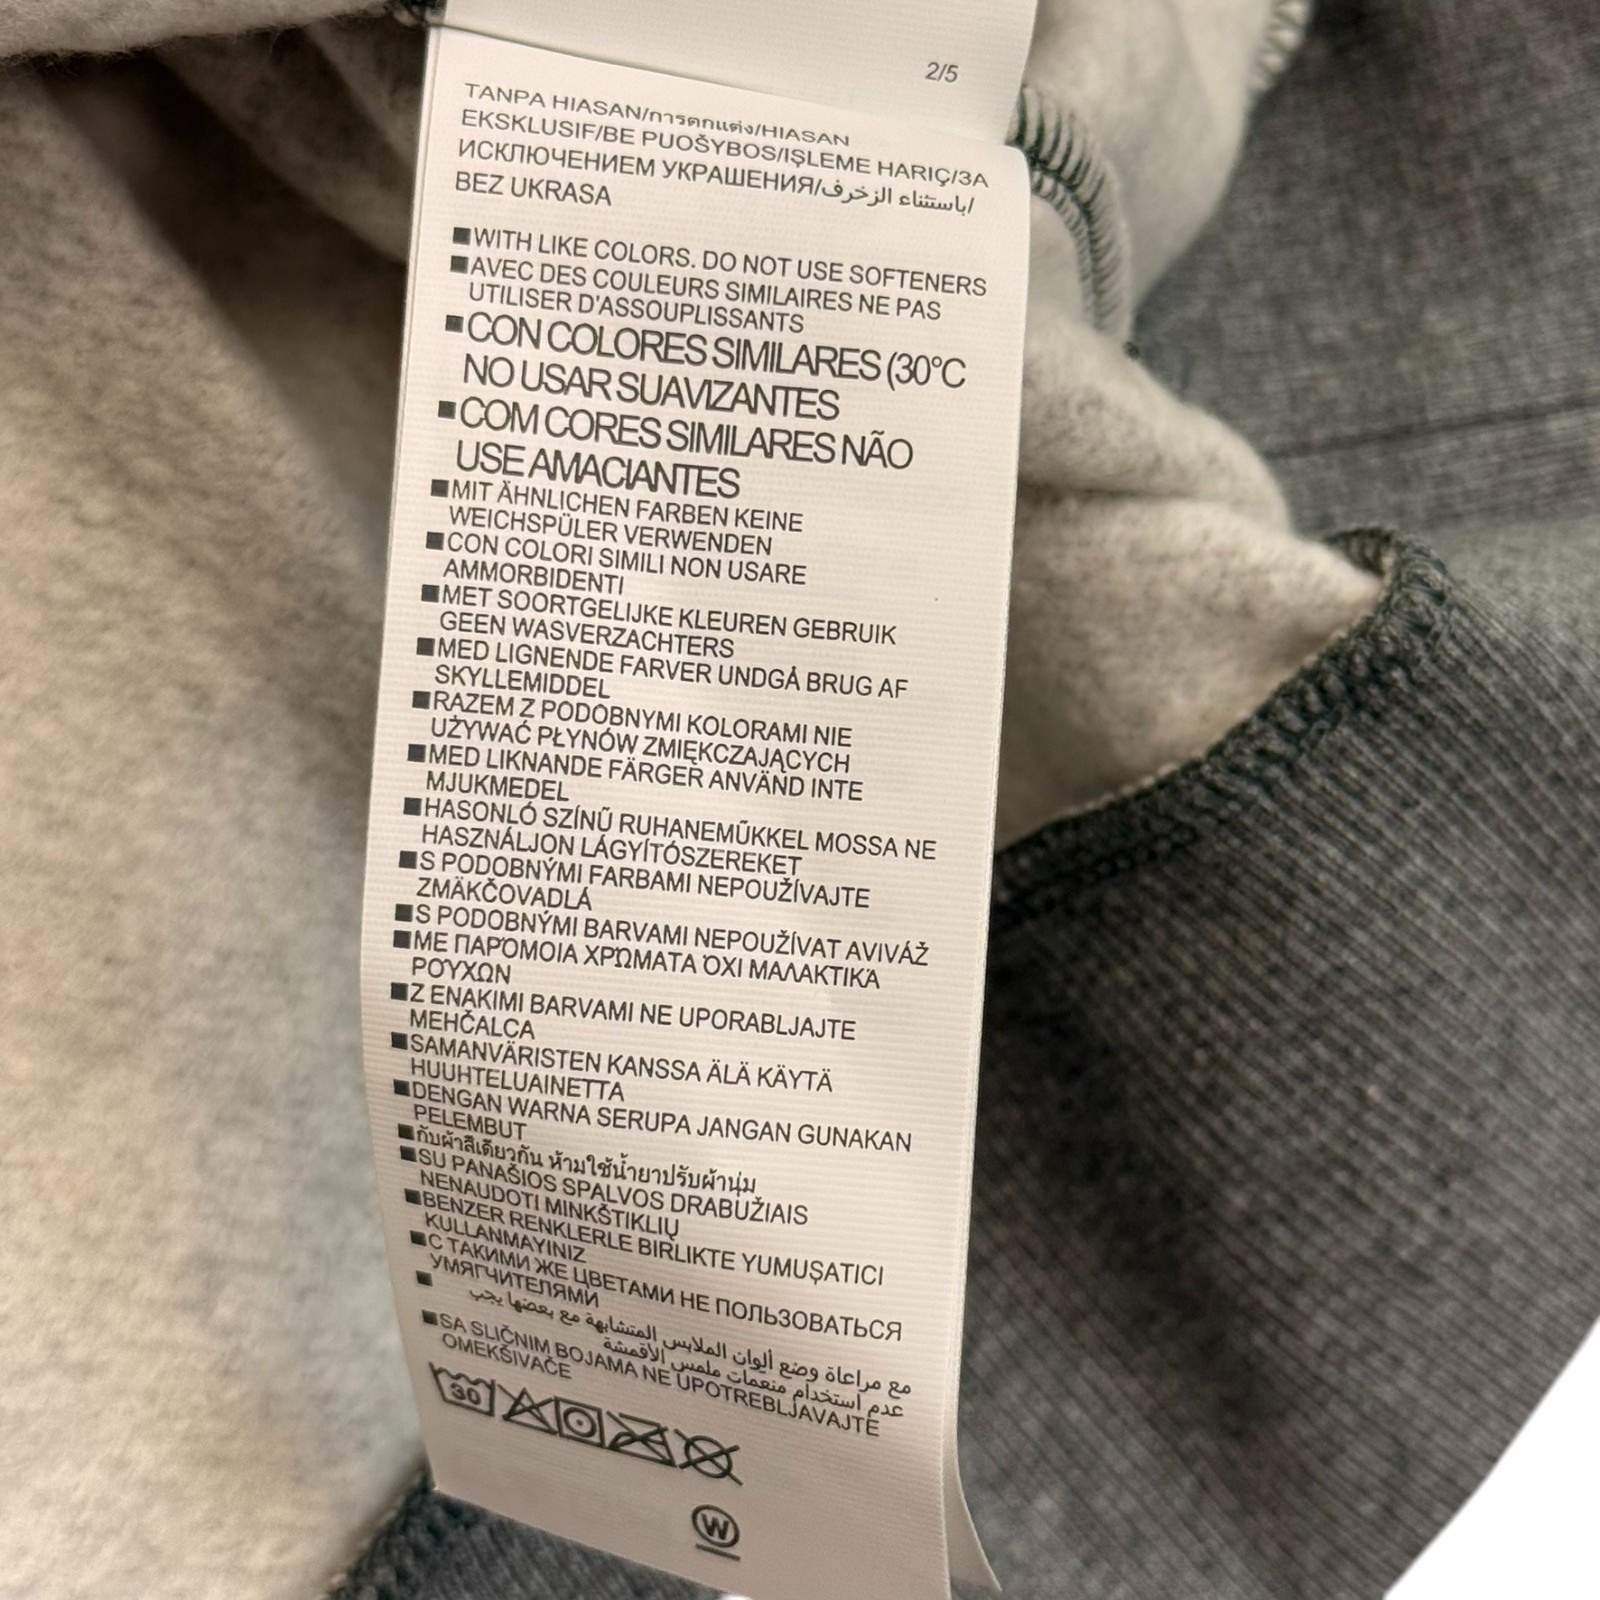 2/5
TANPA HIASAN/การตกแต่ง/HIASAN
EKSKLUSIF/BE PUOŠYBOS/IŞLEME HARIÇ/ЗА
ИСКЛЮЧЕНИЕМ УКРАШЕНИЯ/باستثناء الزخرف/
BEZ UKRASA
■WITH LIKE COLORS. DO NOT USE SOFTENERS
■AVEC DES COULEURS SIMILAIRES NE PAS
UTILISER D'ASSOUPLISSANTS
■CON COLORES SIMILARES (30°C
NO USAR SUAVIZANTES
■COM CORES SIMILARES NÃO
USE AMACIANTES
■MIT ÄHNLICHEN FARBEN KEINE
WEICHSPÜLER VERWENDEN
■CON COLORI SIMILI NON USARE
AMMORBIDENTI
■MET SOORTGELIJKE KLEUREN GEBRUIK
GEEN WASVERZACHTERS
■MED LIGNENDE FARVER UNDGÅ BRUG AF
SKYLLEMIDDEL
■RAZEM Z PODOBNYMI KOLORAMI NIE
UŻYWAĆ PŁYNÓW ZMIĘKCZAJĄCYCH
■MED LIKNANDE FÄRGER ANVÄND INTE
MJUKMEDEL
■HASONLÓ SZÍNŰ RUHANEMŰKKEL MOSSA NE
HASZNÁLJON LÁGYÍTÓSZEREKET
■S PODOBNÝMI FARBAMI NEPOUŽÍVAJTE
ZMÄKČOVADLÁ
■S PODOBNÝMI BARVAMI NEPOUŽÍVAT AVIVÁŽ
■ΜΕ ΠΑΡΌΜΟΙΑ ΧΡΏΜΑΤΑ ΌΧΙ ΜΑΛΑΚΤΙΚΆ
ΡΟΎΧΩΝ
■Z ENAKIMI BARVAMI NE UPORABLJAJTE
MEHČALCA
■SAMANVÄRISTEN KANSSA ÄLÄ KÄYTÄ
HUUHTELUAINETTA
■DENGAN WARNA SERUPA JANGAN GUNAKAN
PELEMBUT
■กับผ้าสีเดียวกัน ห้ามใช้น้ำยาปรับผ้านุ่ม
■SU PANAŠIOS SPALVOS DRABUŽIAIS
NENAUDOTI MINKŠTIKLIŲ
■BENZER RENKLERLE BIRLIKTE YUMUŞATICI
KULLANMAYINIZ
■С ТАКИМИ ЖЕ ЦВЕТАМИ НЕ ПОЛЬЗОВАТЬСЯ
УМЯГЧИТЕЛЯМИ
■ مع مراعاة وضع ألوان الملابس المتشابهة مع بعضها يجب
عدم استخدام منعمات ملمس الأقمشة
■SA SLIČNIM BOJAMA NE UPOTREBLJAVAJTE
OMEKŠIVAČE
30
W